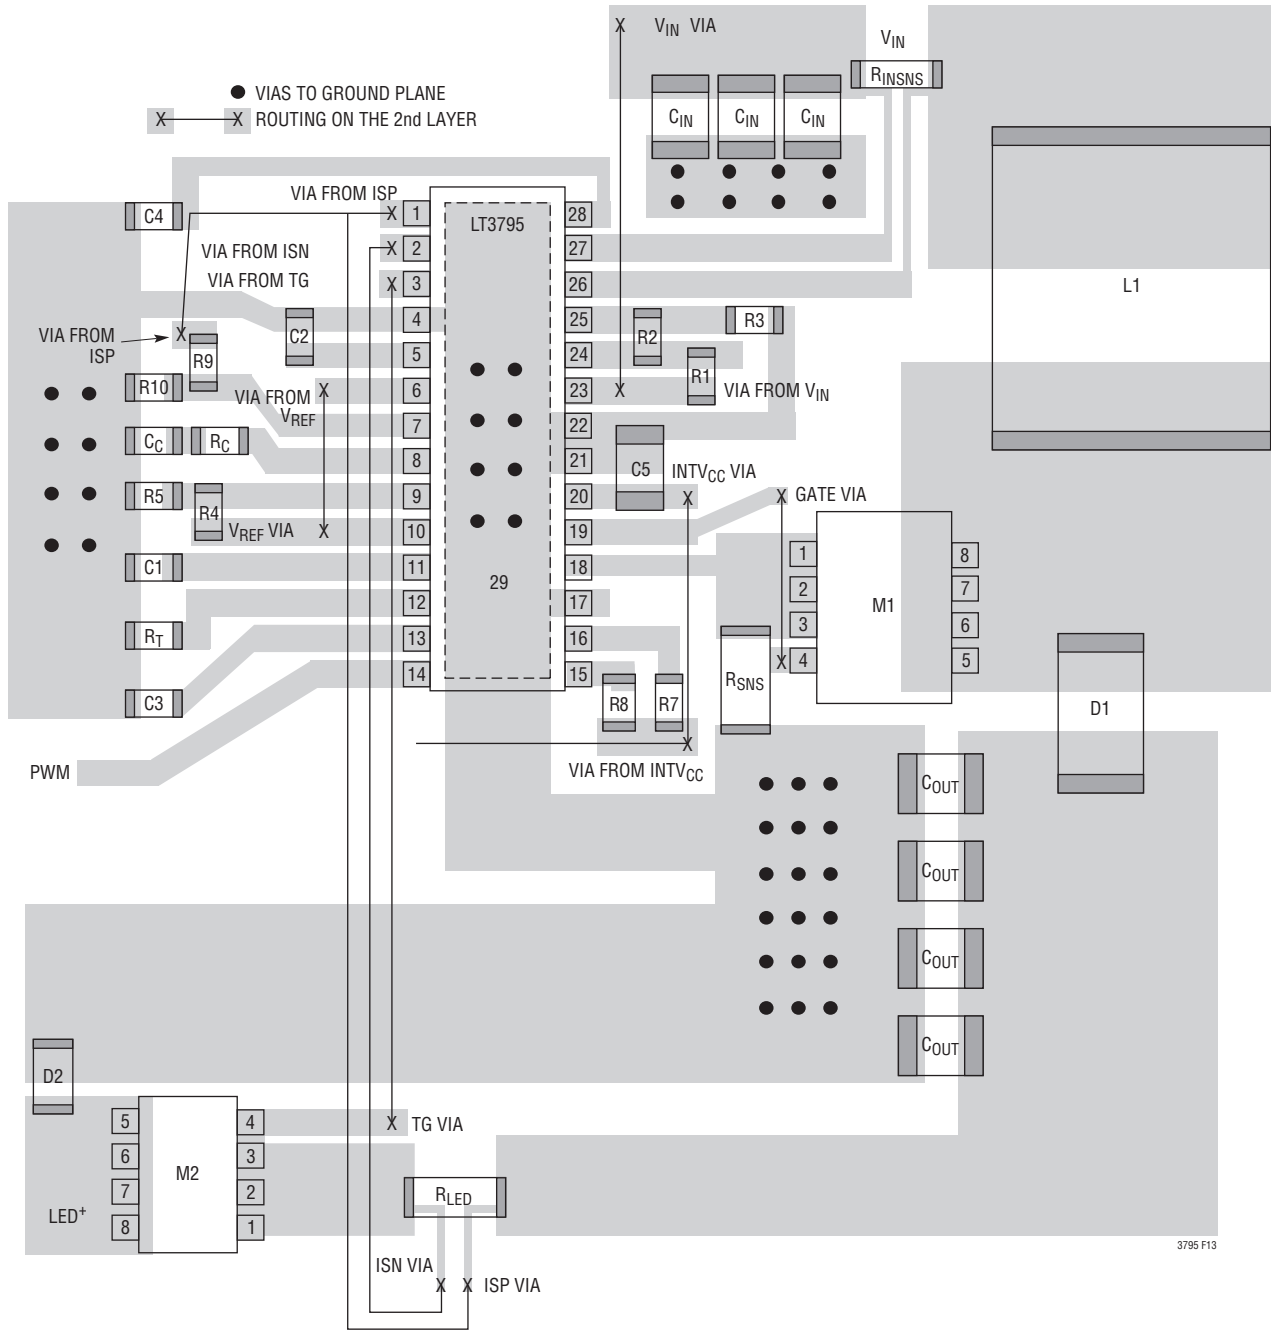 V_IN VIA
V_IN
R_INSNS
VIAS TO GROUND PLANE
X X ROUTING ON THE 2nd LAYER
C_IN C_IN C_IN
X
VIA FROM ISP
X 1 28
LT3795
C4
VIA FROM ISN
X 2 27
VIA FROM TG
X 3 26
L1
4 25
R2 R3
C2
VIA FROM
ISP
X
R9
5 24
R1
R10
VIA FROM
V_REF
X 6 23 X
VIA FROM V_IN
7 22
C_C R_C
8 21
C5
INTV_CC VIA
R5
9 20
X
X GATE VIA
R4
V_REF VIA X
10 19
C1
11 18
29
12 17
R_T
13 16
14 15
C3
R8 R7
R_SNS
1 8
2 7
3 6
X 4 5
M1
D1
X
VIA FROM INTV_CC
PWM
C_OUT
C_OUT
C_OUT
C_OUT
D2
5 4
X TG VIA
6 3
M2
7 2
8 1
LED+
R_LED
ISN VIA
X X ISP VIA
3795 F13